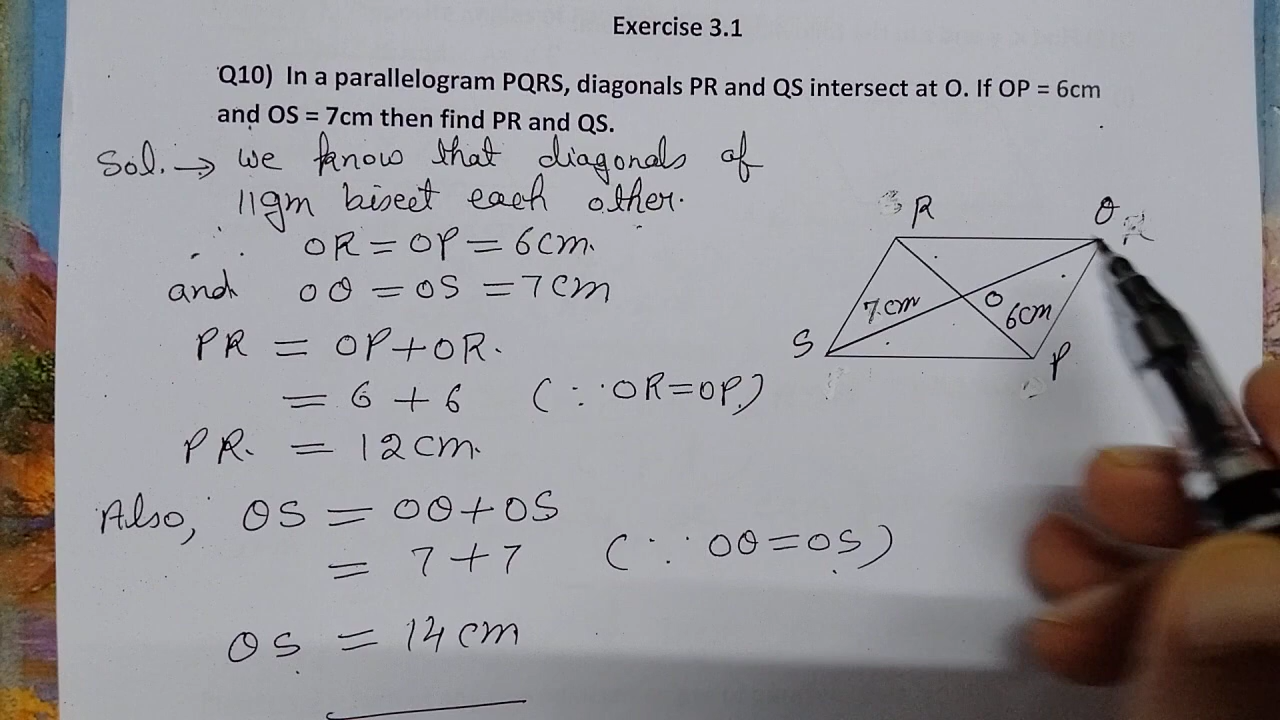 Exercise 3.1
Q10) In a parallelogram PQRS, diagonals PR and QS intersect at O. If OP = 6cm
and OS = 7cm then find PR and QS.
Sol. → We know that diagonals of
11gm bisect each other.
∴ OR = OP = 6cm.
and OQ = OS = 7cm
PR = OP+OR.
= 6 + 6 (∵ OR=OP)
PR. = 12cm.
Also, QS = OQ+OS
= 7+7 (∵ OQ=OS)
QS = 14cm
R Q
7cm O 6cm
S P